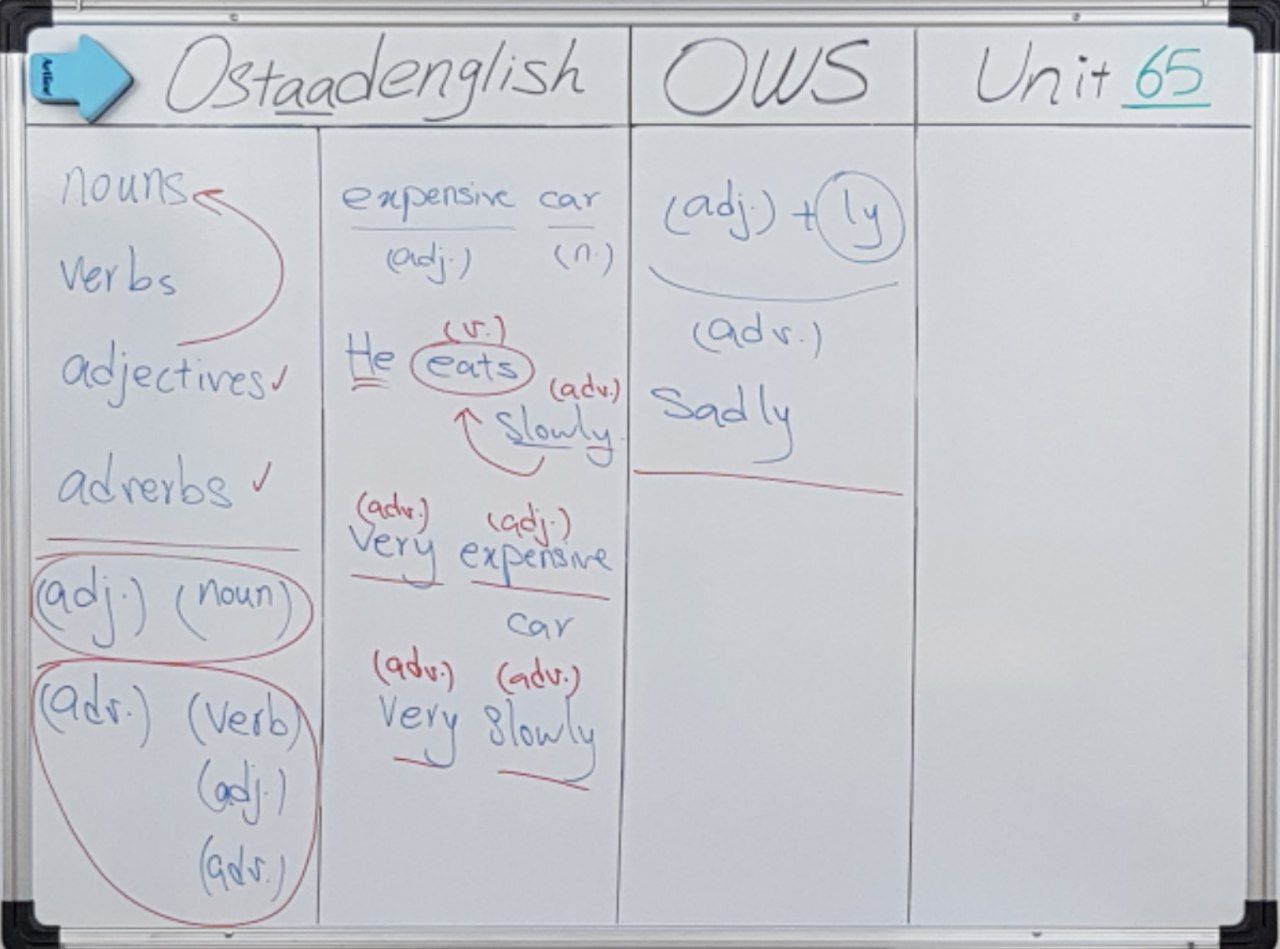 Artline
Ostaadenglish
OWS
Unit 65
nouns
verbs
adjectives ✓
adverbs ✓
(adj.) (noun)
(adv.) (verb)
(adj.)
(adv.)
expensive car
(adj.) (n.)
(v.)
He eats
(adv.)
slowly
(adv.) (adj.)
Very expensive
car
(adv.) (adv.)
Very slowly
(adj.) + ly
(adv.)
Sadly